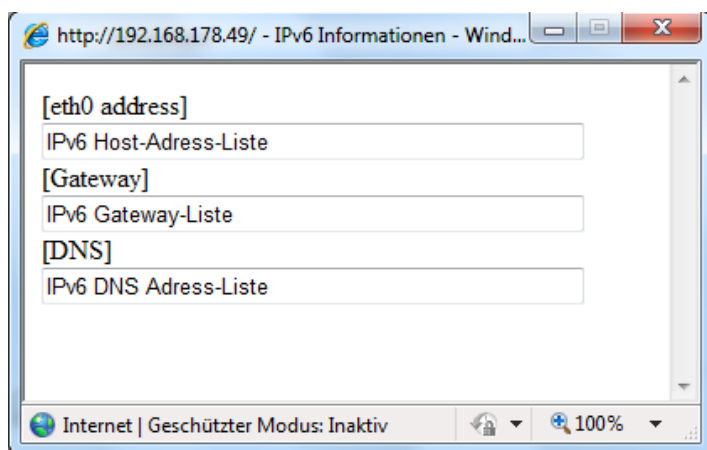 http://192.168.178.49/ - IPv6 Informationen - Wind...
[eth0 address]
IPv6 Host-Adress-Liste
[Gateway]
IPv6 Gateway-Liste
[DNS]
IPv6 DNS Adress-Liste
Internet | Geschützter Modus: Inaktiv 100%